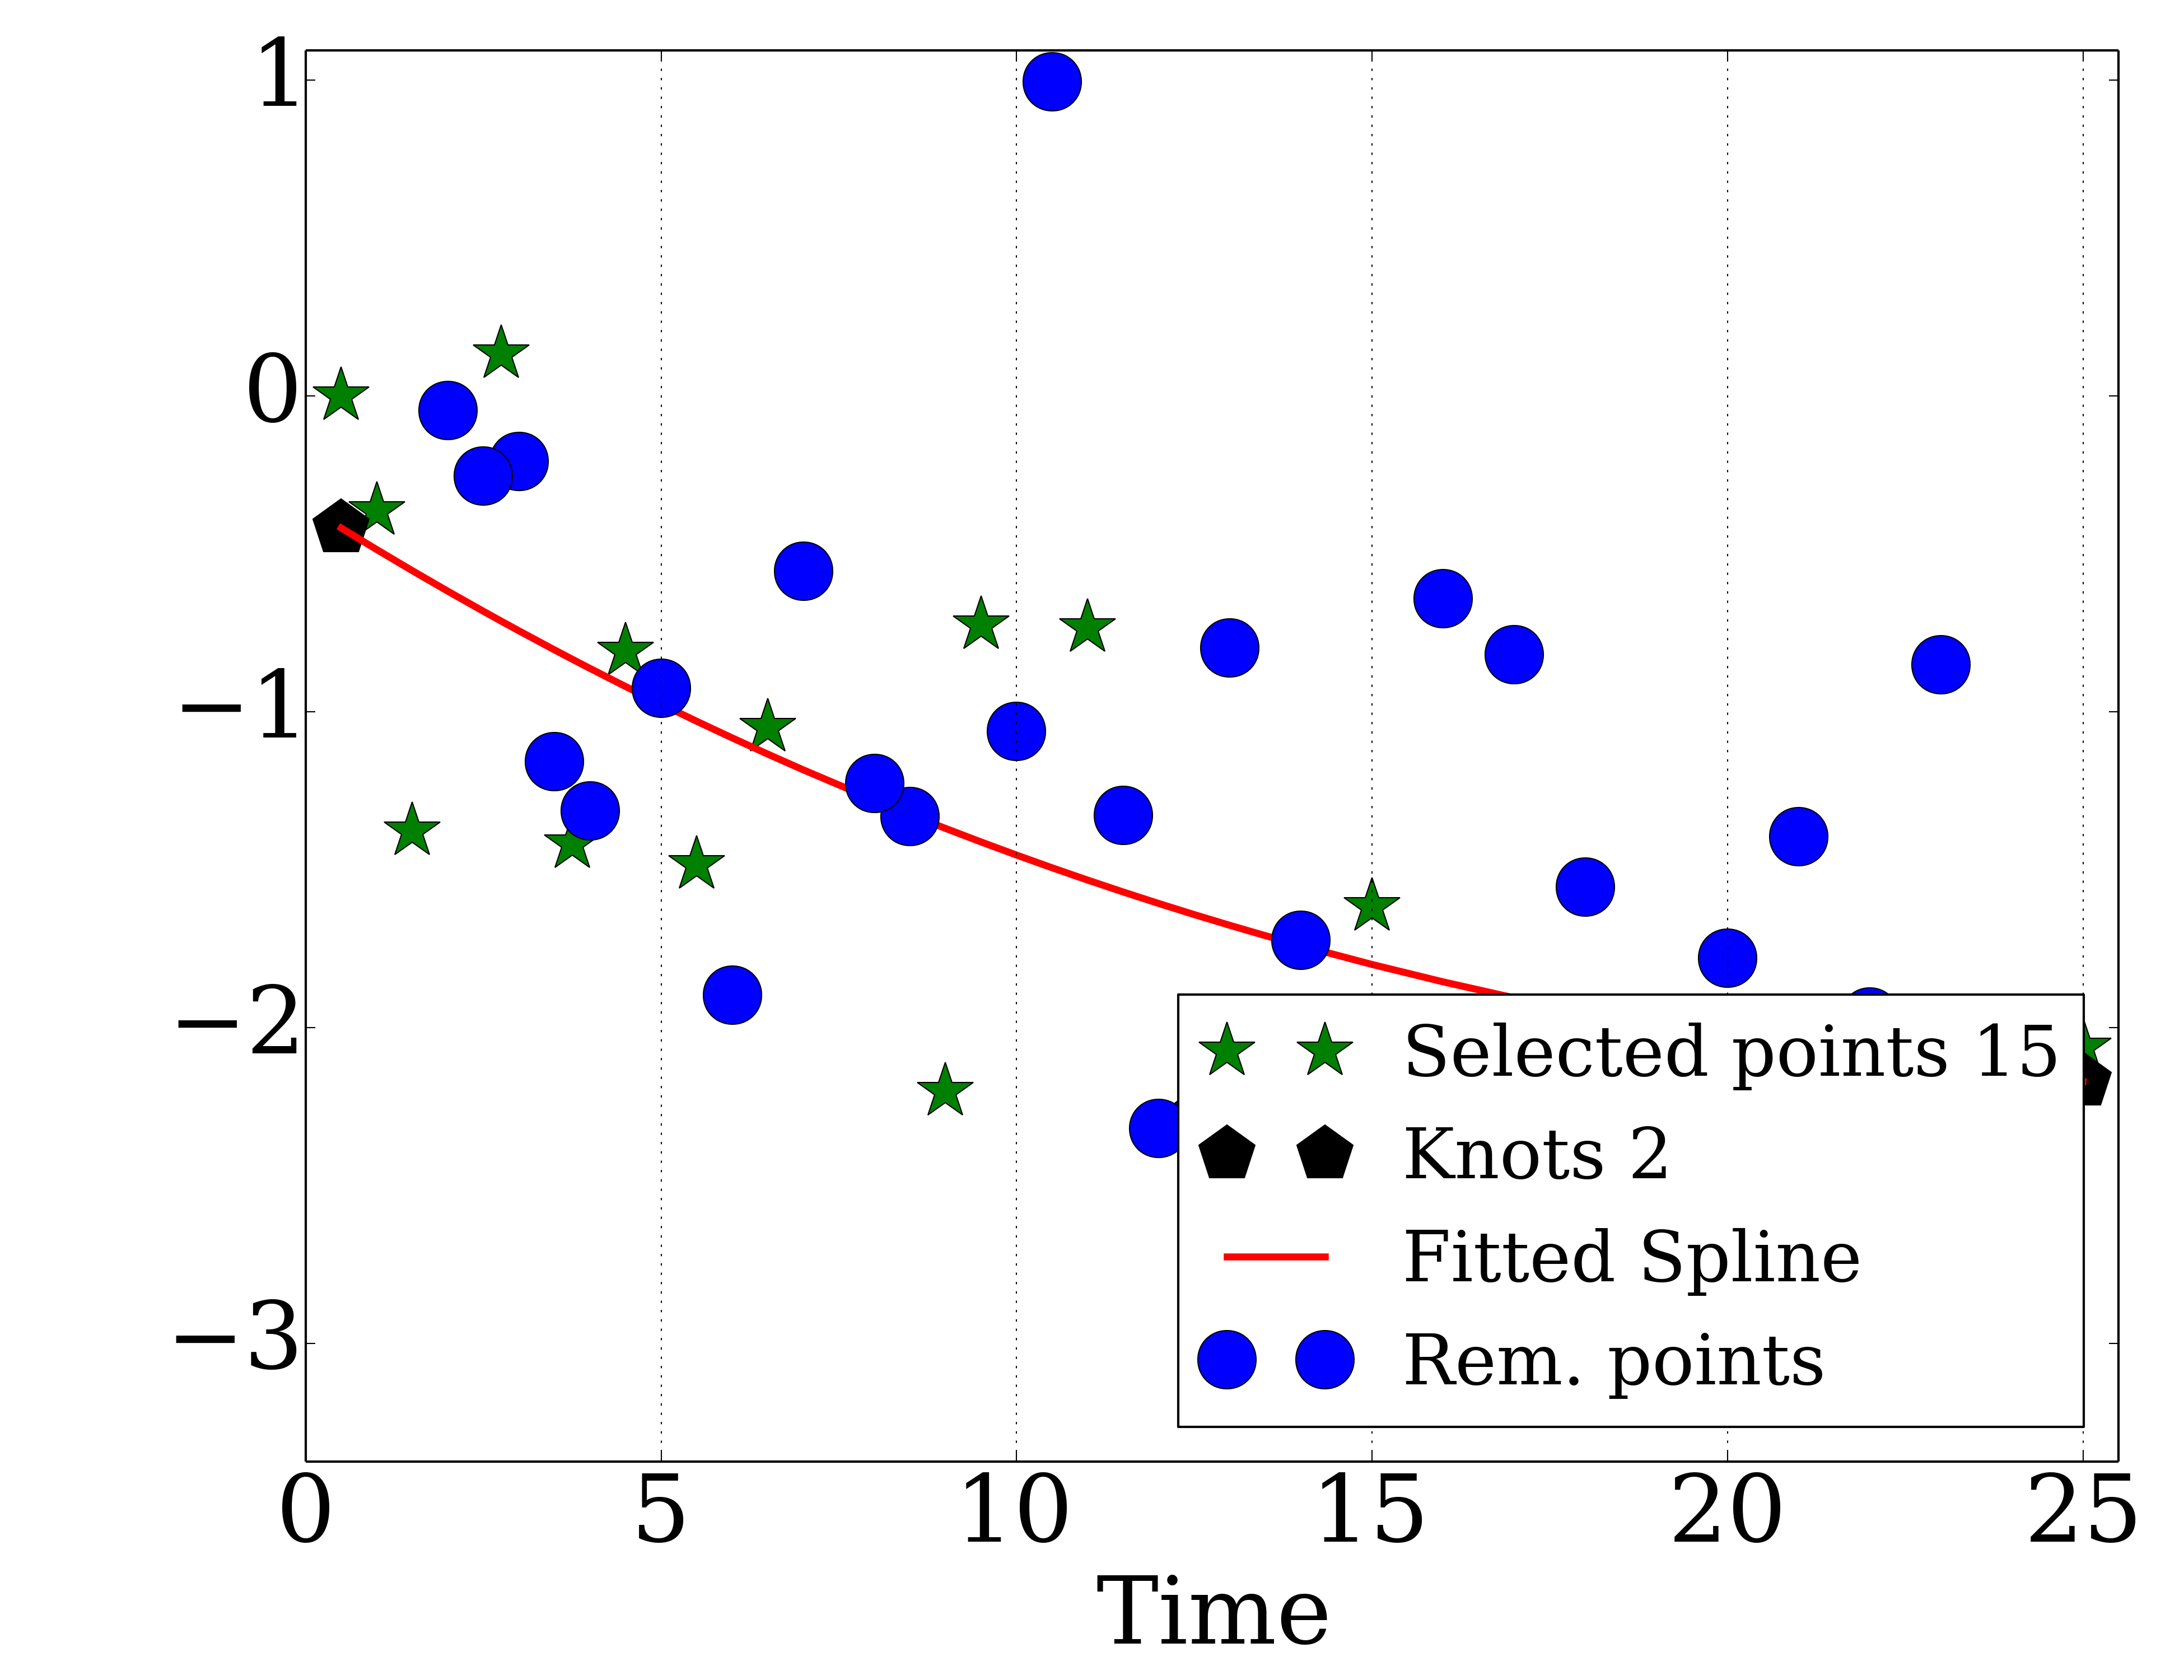 1
0
−1
−2
−3
Selected points 15
Knots 2
Fitted Spline
Rem. points
0 5 10 15 20 25
Time